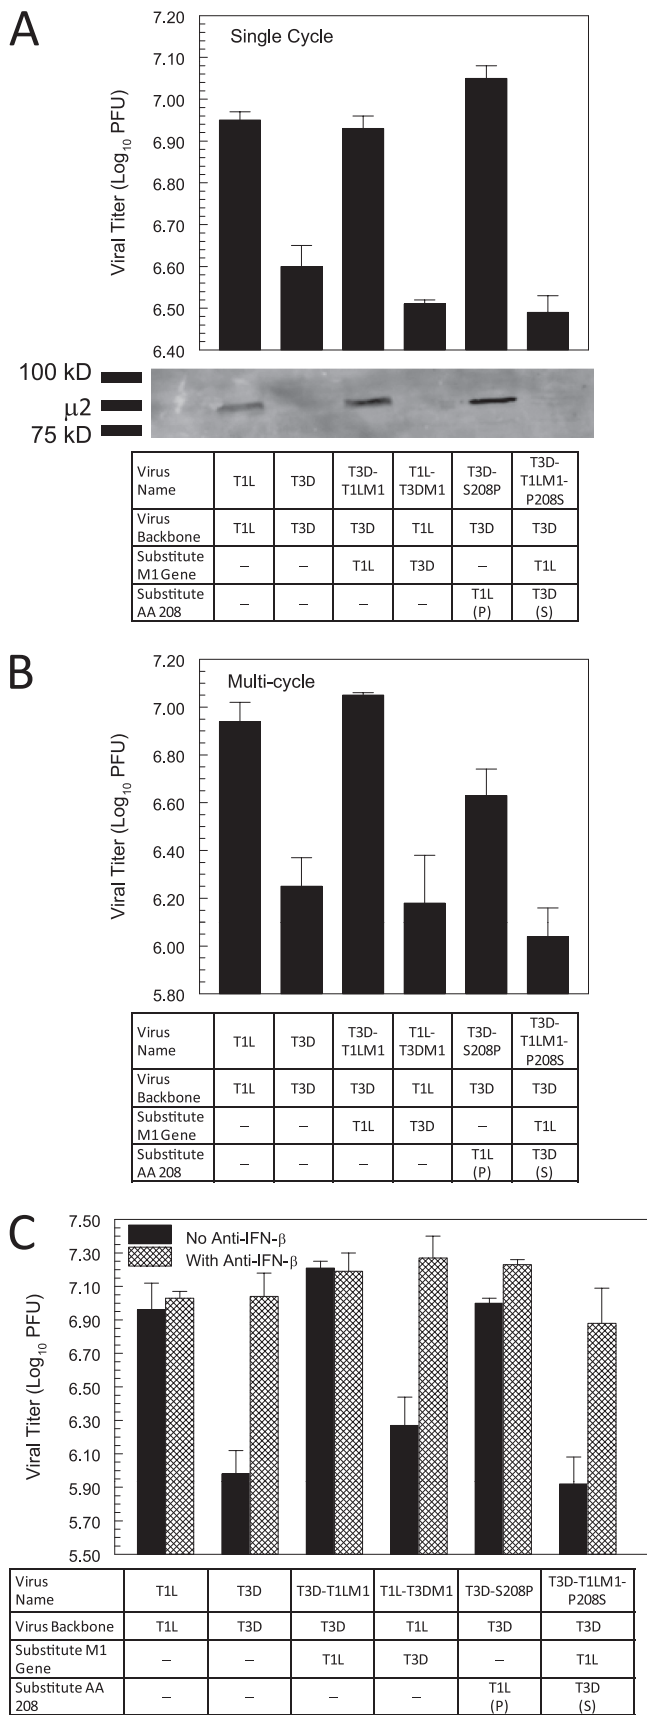 A
Single Cycle
Viral Titer (Log10 PFU)
7.20
7.10
7.00
6.90
6.80
6.70
6.60
6.50
6.40
100 kD
μ2
75 kD
Virus Name T1L T3D T3D-T1LM1 T1L-T3DM1 T3D-S208P T3D-T1LM1-P208S
Virus Backbone T1L T3D T3D T1L T3D T3D
Substitute M1 Gene – – T1L T3D – T1L
Substitute AA 208 – – – – T1L (P) T3D (S)
B
Multi-cycle
Viral Titer (Log10 PFU)
7.20
7.00
6.80
6.60
6.40
6.20
6.00
5.80
Virus Name T1L T3D T3D-T1LM1 T1L-T3DM1 T3D-S208P T3D-T1LM1-P208S
Virus Backbone T1L T3D T3D T1L T3D T3D
Substitute M1 Gene – – T1L T3D – T1L
Substitute AA 208 – – – – T1L (P) T3D (S)
C
No Anti-IFN-β
With Anti-IFN-β
Viral Titer (Log10 PFU)
7.50
7.30
7.10
6.90
6.70
6.50
6.30
6.10
5.90
5.70
5.50
Virus Name T1L T3D T3D-T1LM1 T1L-T3DM1 T3D-S208P T3D-T1LM1-P208S
Virus Backbone T1L T3D T3D T1L T3D T3D
Substitute M1 Gene – – T1L T3D – T1L
Substitute AA 208 – – – – T1L (P) T3D (S)